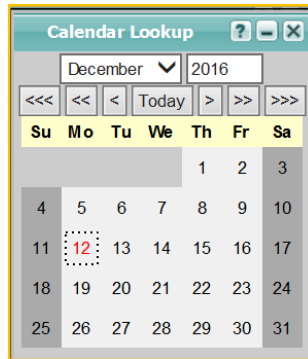 Calendar Lookup ? - X
December 2016
<<< << < Today > >> >>>
Su Mo Tu We Th Fr Sa
1 2 3
4 5 6 7 8 9 10
11 12 13 14 15 16 17
18 19 20 21 22 23 24
25 26 27 28 29 30 31